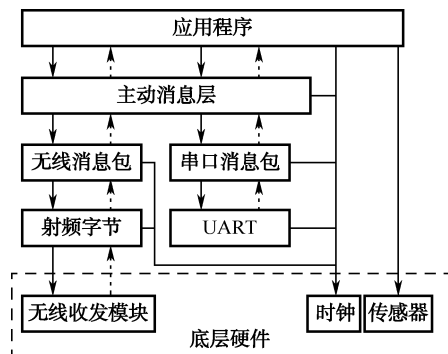 应用程序
主动消息层
无线消息包
串口消息包
射频字节
UART
无线收发模块
时钟
传感器
底层硬件